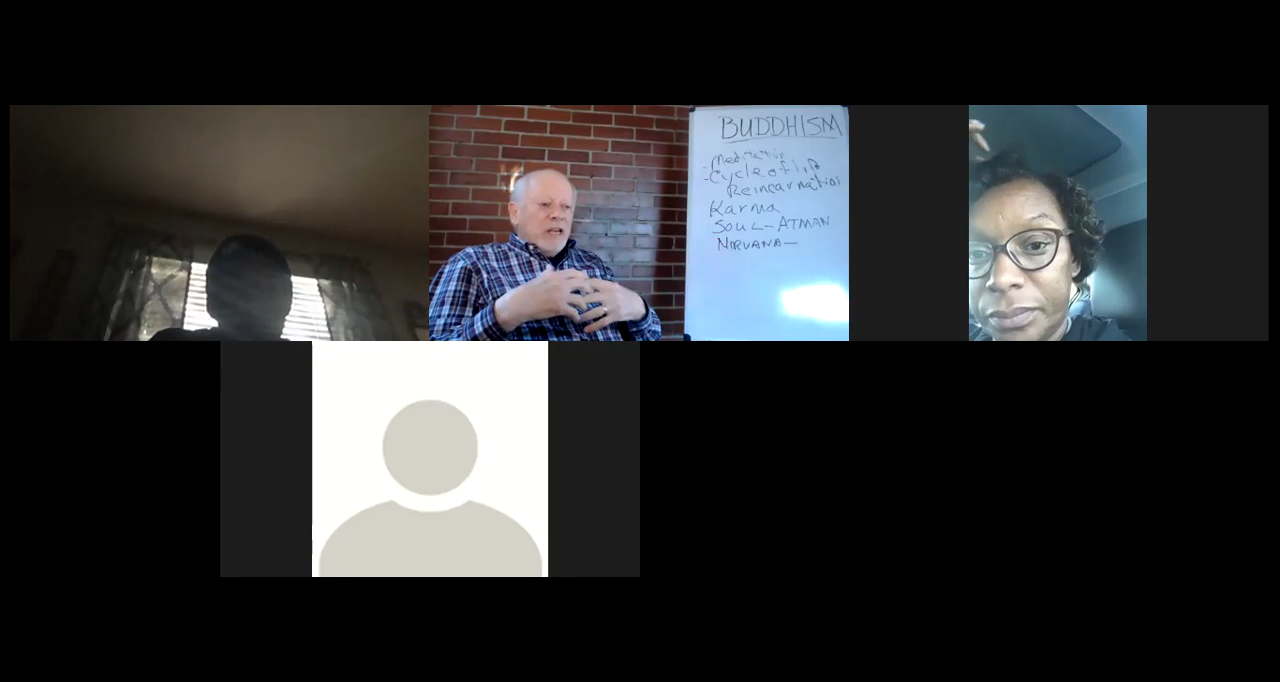 BUDDHISM
- Meditation
- Cycle of Life
Reincarnation
Karma
SOUL - ATMAN
NIRVANA —